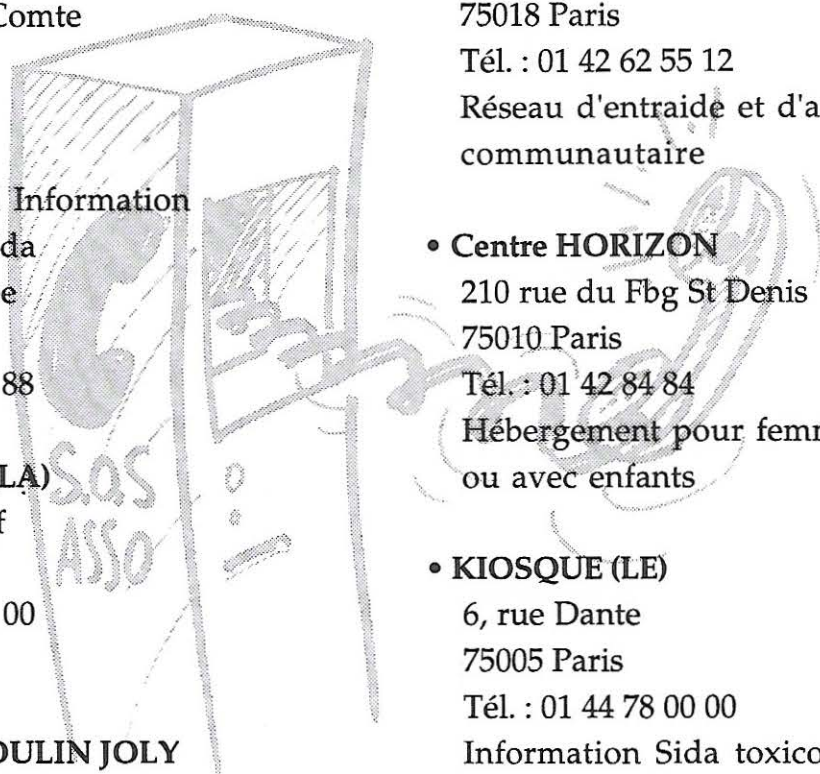 Comte
Information
da
e
88
LA)
f
00
OULIN JOLY
S.O.S
ASSO
75018 Paris
Tél. : 01 42 62 55 12
Réseau d'entraide et d'a
communautaire
• Centre HORIZON
210 rue du Fbg St Denis
75010 Paris
Tél. : 01 42 84 84
Hébergement pour femm
ou avec enfants
• KIOSQUE (LE)
6, rue Dante
75005 Paris
Tél. : 01 44 78 00 00
Information Sida toxico